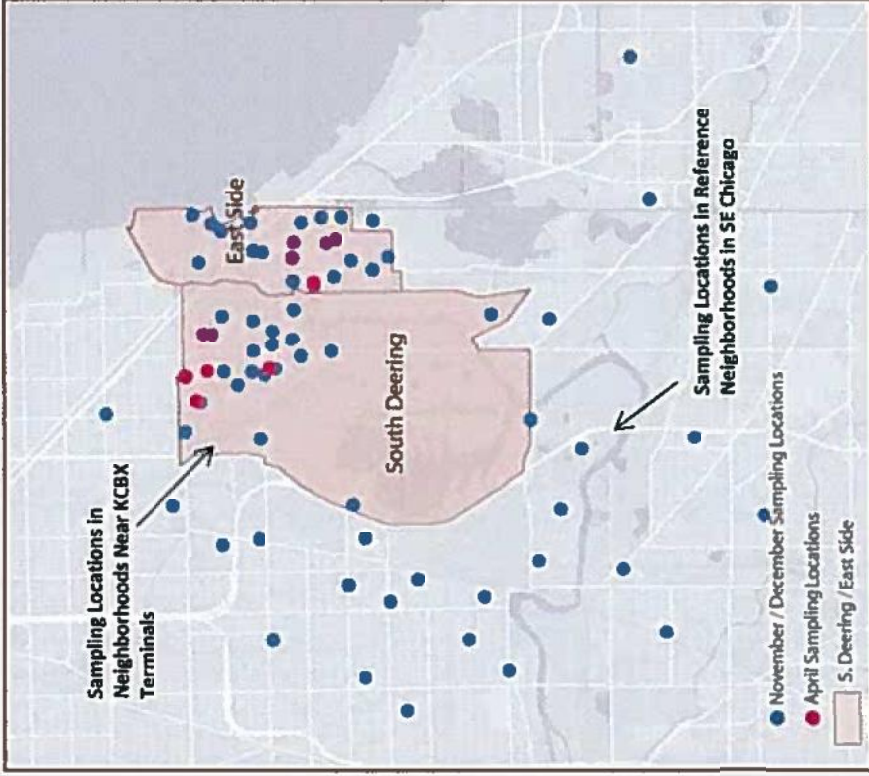 Sampling Locations in
Neighborhoods Near KCBX
Terminals
East Side
South Deering
Sampling Locations in Reference
Neighborhoods in SE Chicago
November / December Sampling Locations
April Sampling Locations
S. Deering / East Side